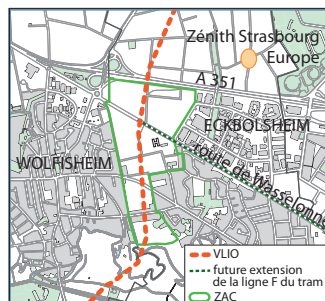 Zénith Strasbourg
Europe
A 351
ECKBOLSHEIM
WOLFISHEIM
route de Wasselonne
VLIO
future extension
de la ligne F du tram
ZAC